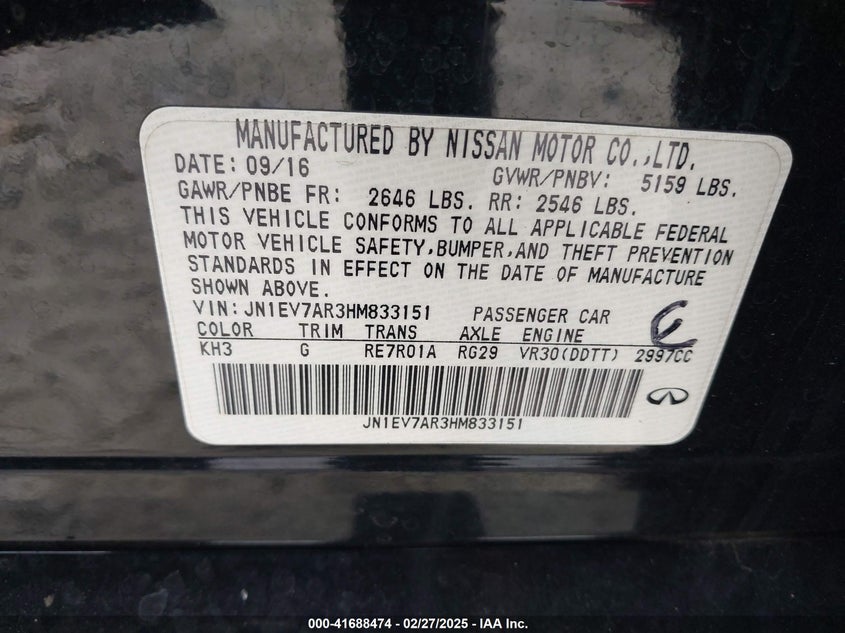 MANUFACTURED BY NISSAN MOTOR CO.,LTD.
DATE: 09/16 GVWR/PNBV: 5159 LBS.
GAWR/PNBE FR: 2646 LBS. RR: 2546 LBS.
THIS VEHICLE CONFORMS TO ALL APPLICABLE FEDERAL
MOTOR VEHICLE SAFETY,BUMPER,AND THEFT PREVENTION
STANDARDS IN EFFECT ON THE DATE OF MANUFACTURE
SHOWN ABOVE.
VIN:JN1EV7AR3HM833151 PASSENGER CAR
COLOR TRIM TRANS AXLE ENGINE
KH3 G RE7R01A RG29 VR30(DDTT) 2997CC
JN1EV7AR3HM833151
000-41688474 - 02/27/2025 - IAA Inc.